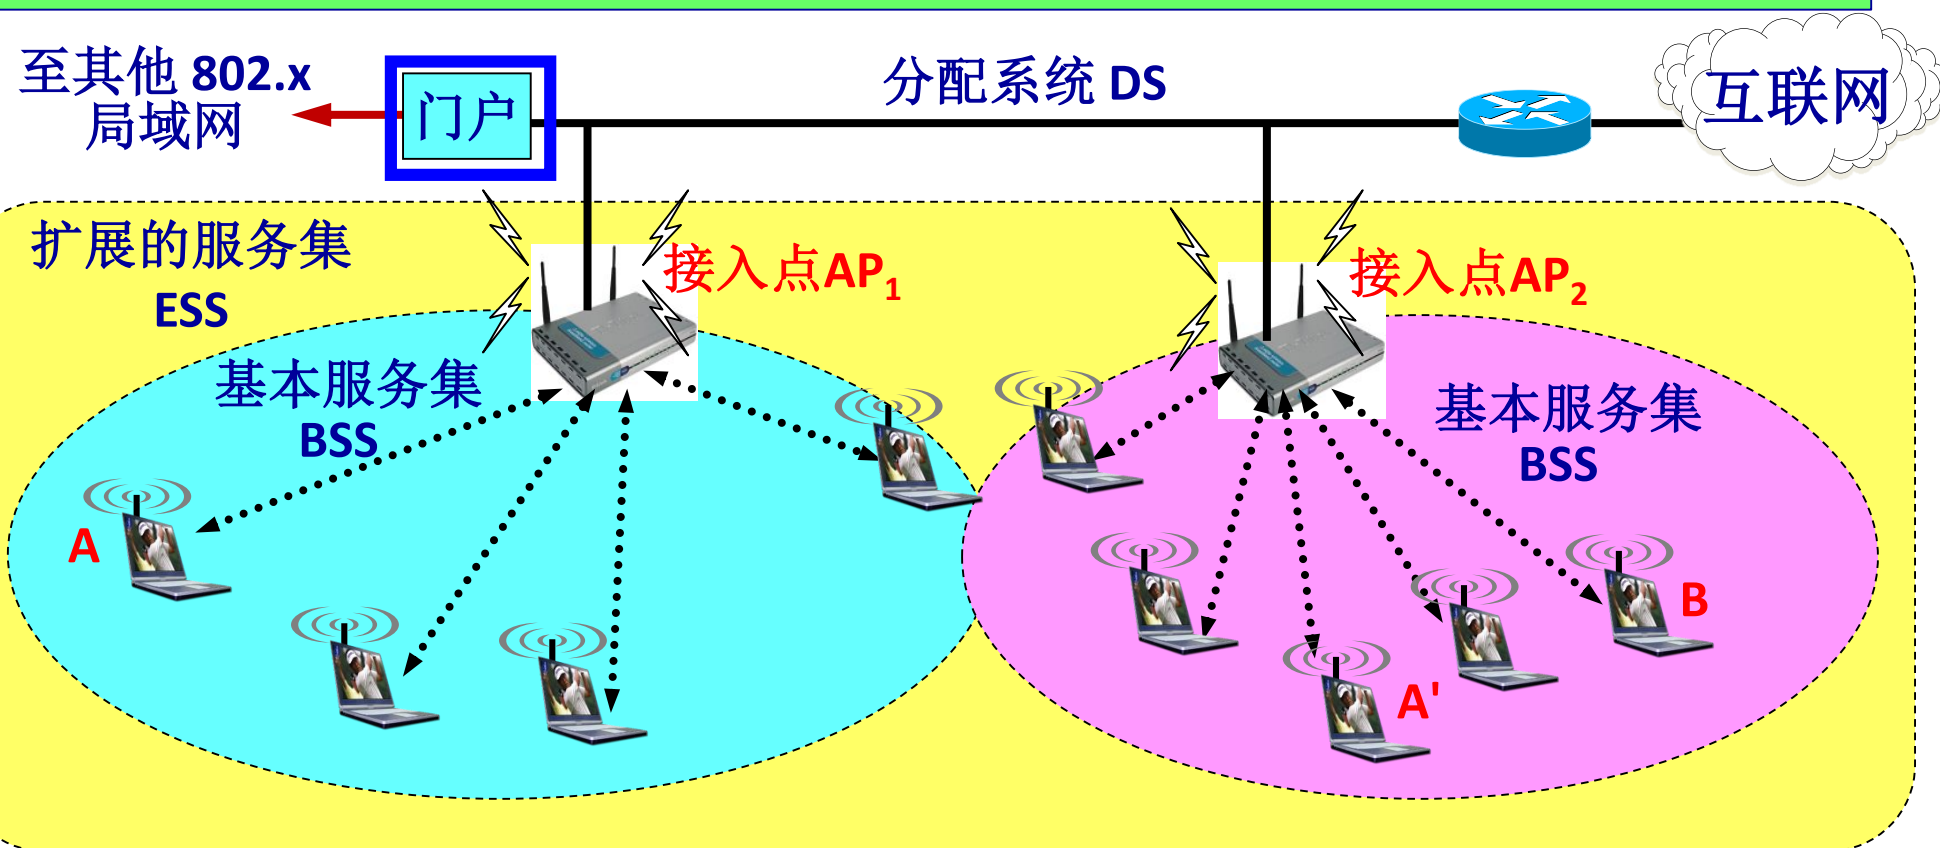 至其他 802.x
局域网
门户
分配系统 DS
互联网
扩展的服务集
ESS
接入点AP₁
接入点AP₂
基本服务集
BSS
基本服务集
BSS
A
B
A'